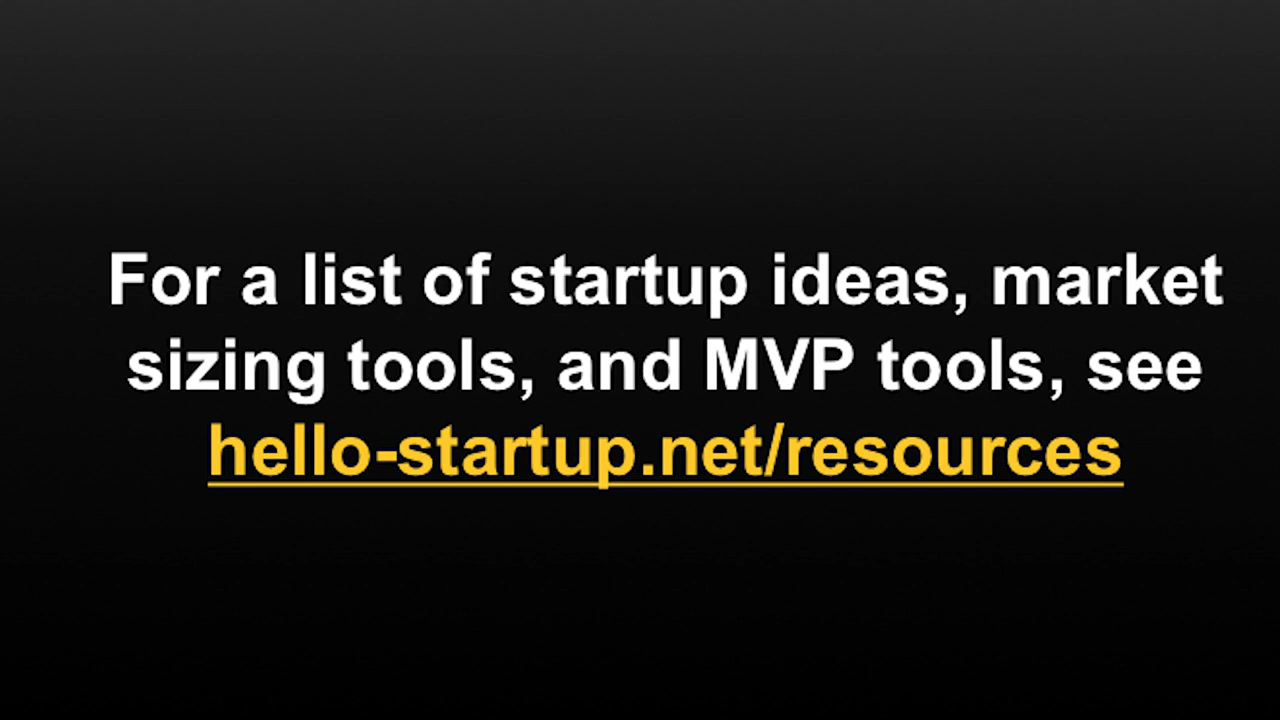 For a list of startup ideas, market
sizing tools, and MVP tools, see
hello-startup.net/resources